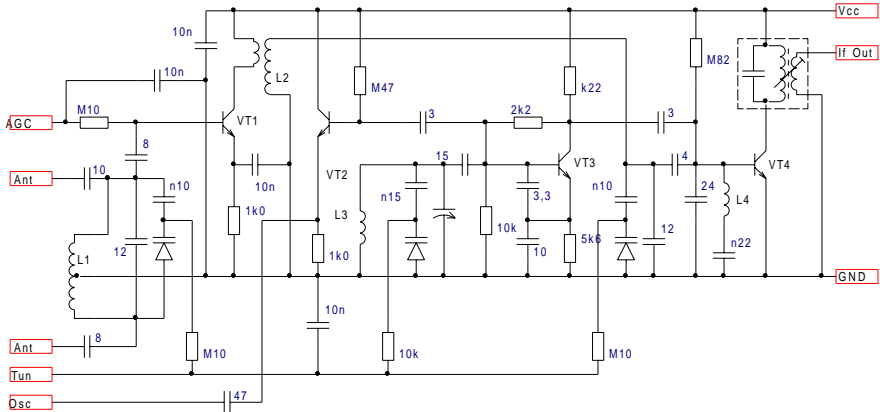 Vcc
10n
If Out
M82
10n
L2
M47
k22
M10
AGC
3
2k2
3
VT1
8
VT3
VT4
Ant
10
15
4
n10
10n
VT2
n15
3,3
n10
24
L4
1k0
L3
10k
5k6
12
12
L1
1k0
10
n22
GND
10n
8
Ant
M10
10k
M10
Tun
47
Osc